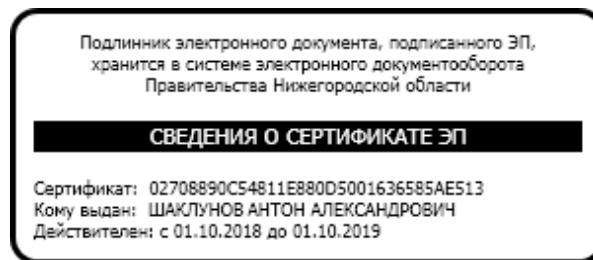 Подлинник электронного документа, подписанного ЭП,
хранится в системе электронного документооборота
Правительства Нижегородской области
СВЕДЕНИЯ О СЕРТИФИКАТЕ ЭП
Сертификат: 02708890C54811E880D5001636585AE513
Кому выдан: ШАКЛУНОВ АНТОН АЛЕКСАНДРОВИЧ
Действителен: с 01.10.2018 до 01.10.2019